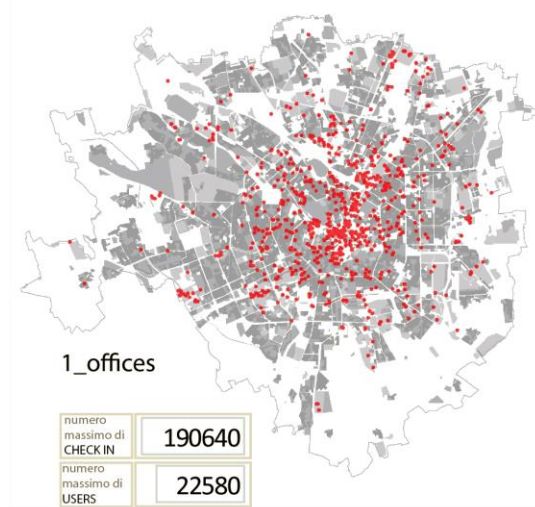 1_offices
numero
massimo di
CHECK IN
190640
numero
massimo di
USERS
22580